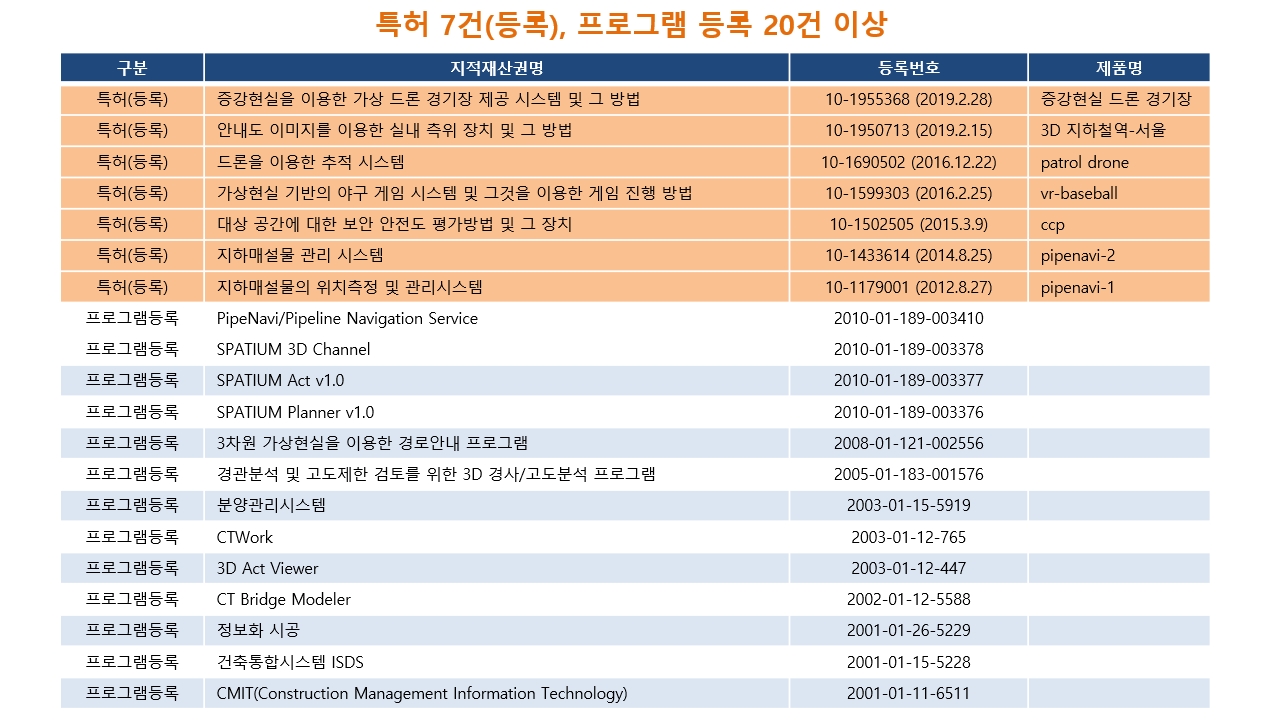 특허 7건(등록), 프로그램 등록 20건 이상
구분 지적재산권명 등록번호 제품명
특허(등록) 증강현실을 이용한 가상 드론 경기장 제공 시스템 및 그 방법 10-1955368 (2019.2.28) 증강현실 드론 경기장
특허(등록) 안내도 이미지를 이용한 실내 측위 장치 및 그 방법 10-1950713 (2019.2.15) 3D 지하철역-서울
특허(등록) 드론을 이용한 추적 시스템 10-1690502 (2016.12.22) patrol drone
특허(등록) 가상현실 기반의 야구 게임 시스템 및 그것을 이용한 게임 진행 방법 10-1599303 (2016.2.25) vr-baseball
특허(등록) 대상 공간에 대한 보안 안전도 평가방법 및 그 장치 10-1502505 (2015.3.9) ccp
특허(등록) 지하매설물 관리 시스템 10-1433614 (2014.8.25) pipenavi-2
특허(등록) 지하매설물의 위치측정 및 관리시스템 10-1179001 (2012.8.27) pipenavi-1
프로그램등록 PipeNavi/Pipeline Navigation Service 2010-01-189-003410
프로그램등록 SPATIUM 3D Channel 2010-01-189-003378
프로그램등록 SPATIUM Act v1.0 2010-01-189-003377
프로그램등록 SPATIUM Planner v1.0 2010-01-189-003376
프로그램등록 3차원 가상현실을 이용한 경로안내 프로그램 2008-01-121-002556
프로그램등록 경관분석 및 고도제한 검토를 위한 3D 경사/고도분석 프로그램 2005-01-183-001576
프로그램등록 분양관리시스템 2003-01-15-5919
프로그램등록 CTWork 2003-01-12-765
프로그램등록 3D Act Viewer 2003-01-12-447
프로그램등록 CT Bridge Modeler 2002-01-12-5588
프로그램등록 정보화 시공 2001-01-26-5229
프로그램등록 건축통합시스템 ISDS 2001-01-15-5228
프로그램등록 CMIT(Construction Management Information Technology) 2001-01-11-6511